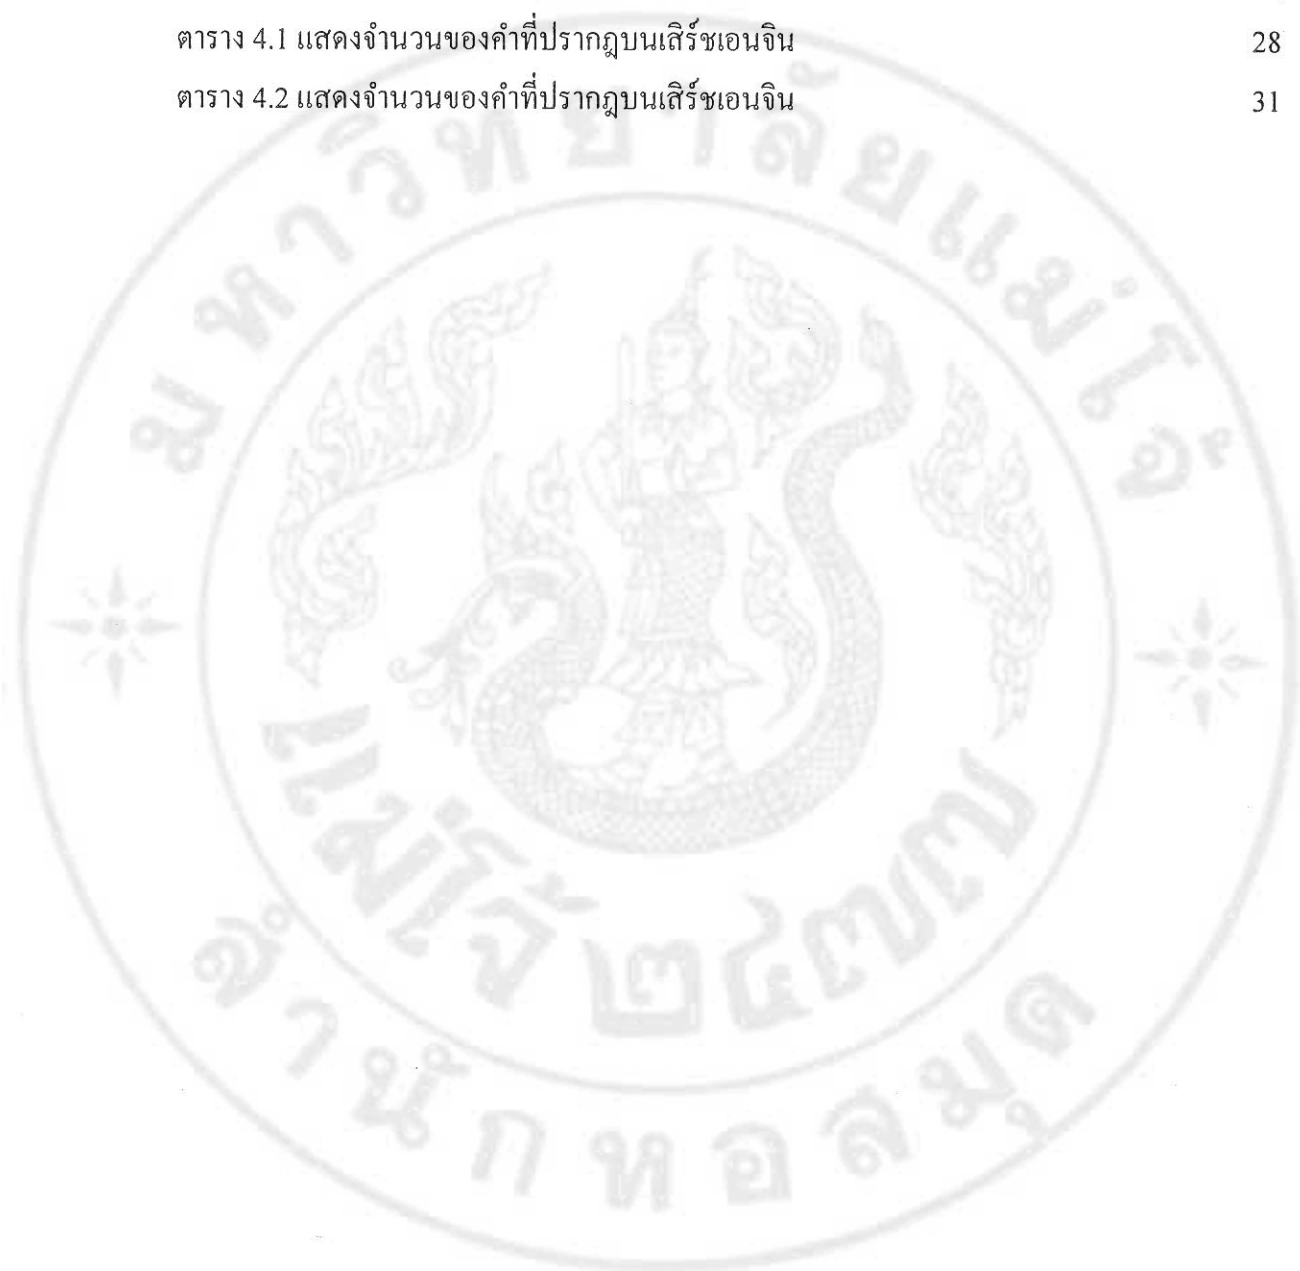 ตาราง 4.1 แสดงจำนวนของคำที่ปรากฎบนเสิร์ชเอนจิน 28
ตาราง 4.2 แสดงจำนวนของคำที่ปรากฎบนเสิร์ชเอนจิน 31
มหาวิทยาลัยแม่โจ้
แม่โจ้ ๒๔๗๗
สำนักหอสมุด